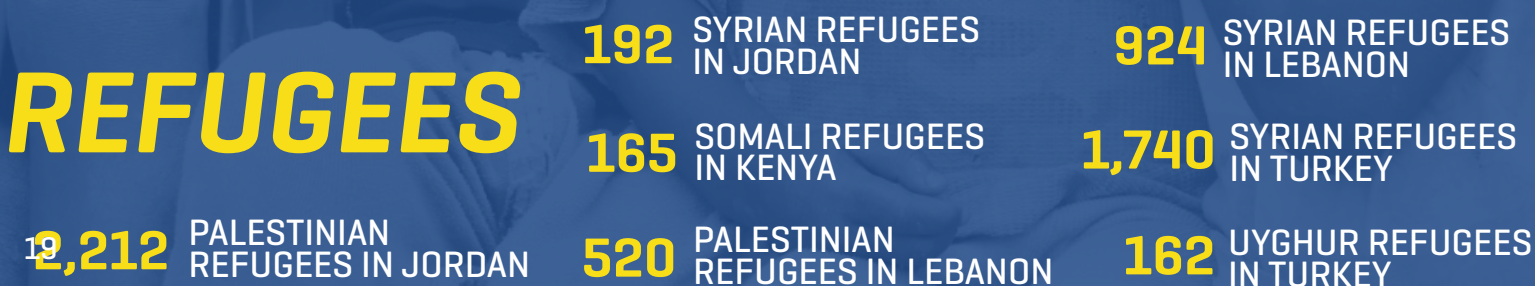 REFUGEES
192 SYRIAN REFUGEES
IN JORDAN
924 SYRIAN REFUGEES
IN LEBANON
165 SOMALI REFUGEES
IN KENYA
1,740 SYRIAN REFUGEES
IN TURKEY
19
2,212 PALESTINIAN
REFUGEES IN JORDAN
520 PALESTINIAN
REFUGEES IN LEBANON
162 UYGHUR REFUGEES
IN TURKEY